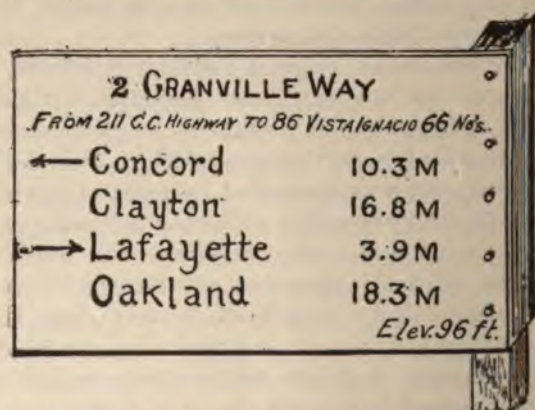 2 GRANVILLE WAY
FROM 211 C.C. HIGHWAY TO 86 VISTA IGNACIO 66 No's.
Concord 10.3 M
Clayton 16.8 M
Lafayette 3.9 M
Oakland 18.3 M
Elev. 96 ft.